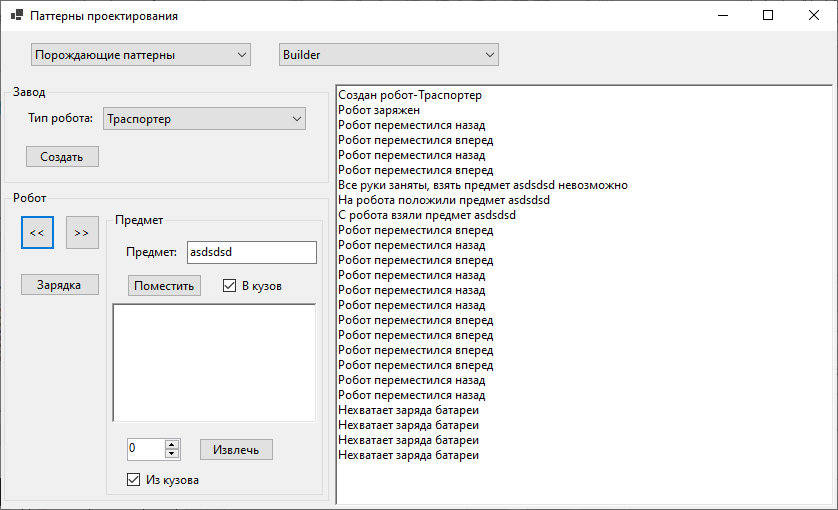 Паттерны проектирования
Порождающие паттерны
Builder
Завод
Тип робота:
Траспортер
Создать
Робот
<<
>>
Зарядка
Предмет
Предмет:
asdsdsd
Поместить
В кузов
0
Извлечь
Из кузова
Создан робот-Траспортер
Робот заряжен
Робот переместился назад
Робот переместился вперед
Робот переместился назад
Робот переместился вперед
Все руки заняты, взять предмет asdsdsd невозможно
На робота положили предмет asdsdsd
С робота взяли предмет asdsdsd
Робот переместился вперед
Робот переместился назад
Робот переместился вперед
Робот переместился назад
Робот переместился назад
Робот переместился назад
Робот переместился вперед
Робот переместился вперед
Робот переместился вперед
Робот переместился вперед
Робот переместился назад
Робот переместился назад
Нехватает заряда батареи
Нехватает заряда батареи
Нехватает заряда батареи
Нехватает заряда батареи